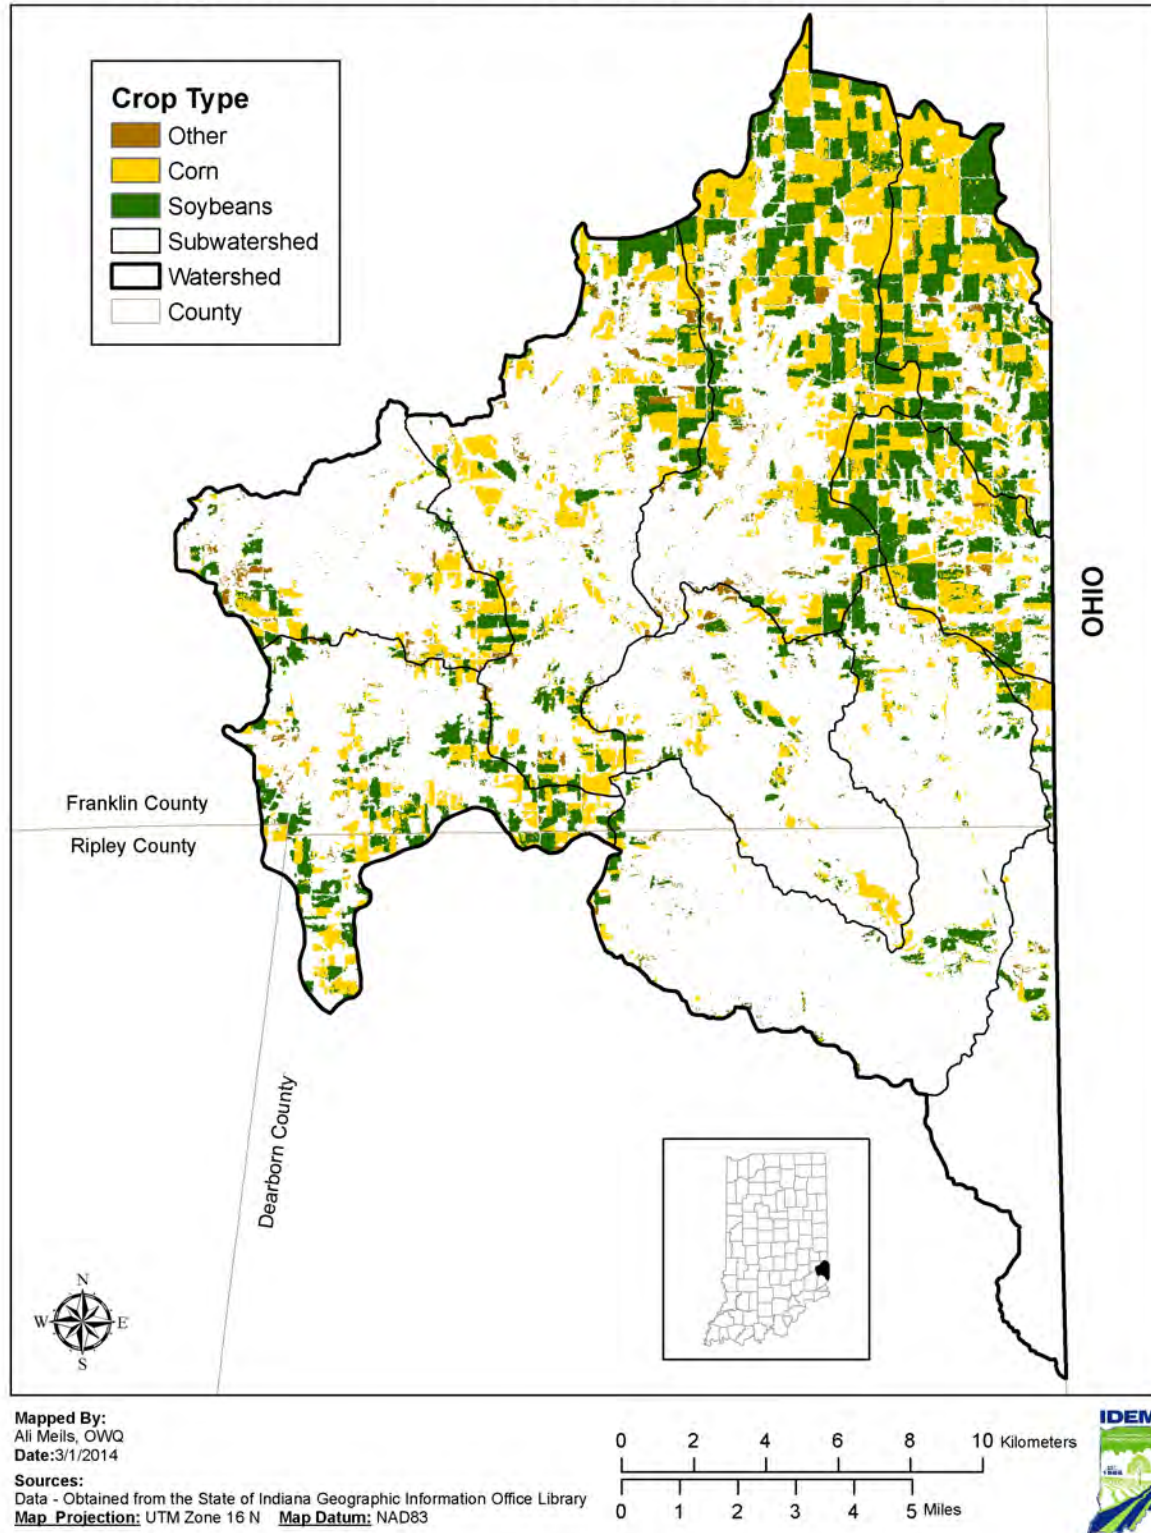 Crop Type
Other
Corn
Soybeans
Subwatershed
Watershed
County
OHIO
Franklin County
Ripley County
Dearborn County
N
W E
S
Mapped By:
Ali Meils, OWQ
Date:3/1/2014
Sources:
Data - Obtained from the State of Indiana Geographic Information Office Library
Map Projection: UTM Zone 16 N Map Datum: NAD83
0 2 4 6 8 10 Kilometers
0 1 2 3 4 5 Miles
IDEM